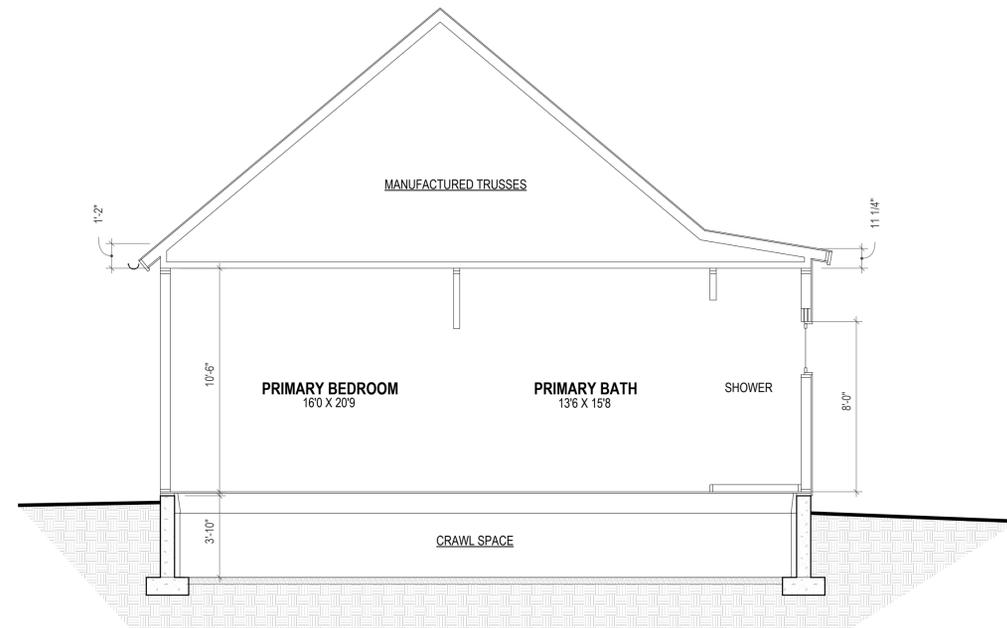 MANUFACTURED TRUSSES
1'-2"
11 1/4"
10'-6"
PRIMARY BEDROOM
16'0 X 20'9
PRIMARY BATH
13'6 X 15'8
SHOWER
8'-0"
3'-10"
CRAWL SPACE